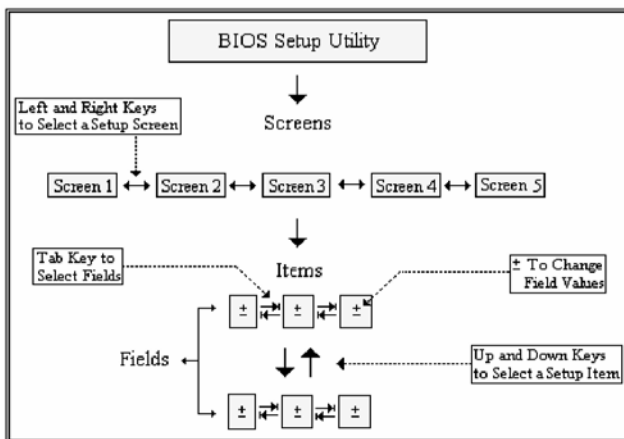 BIOS Setup Utility
Left and Right Keys
to Select a Setup Screen
Screens
Screen 1
Screen 2
Screen 3
Screen 4
Screen 5
Tab Key to
Select Fields
Items
± To Change
Field Values
± ± ±
Fields
Up and Down Keys
to Select a Setup Item
± ± ±